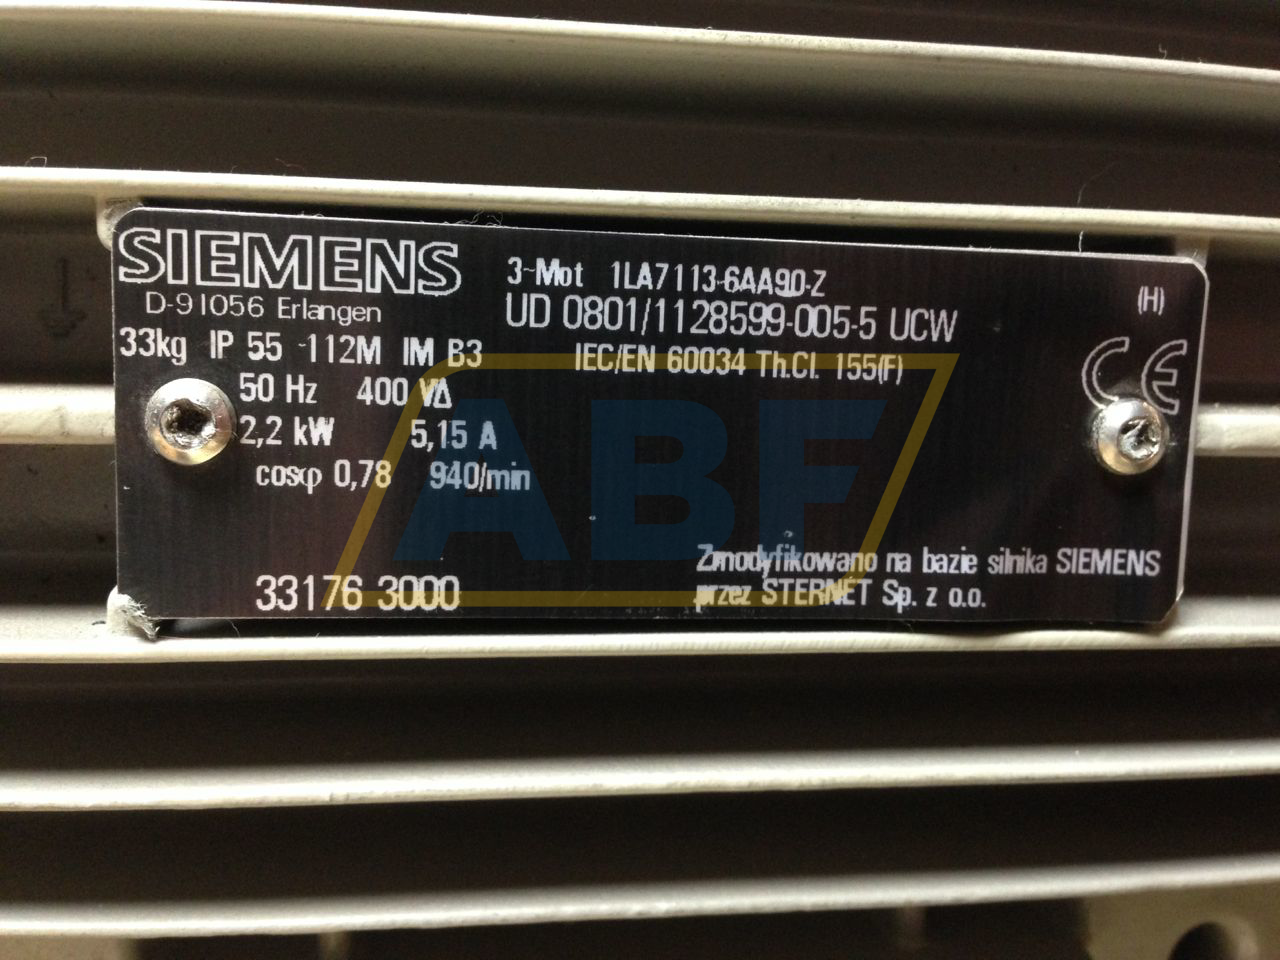 SIEMENS
D-91056 Erlangen
3~Mot 1LA7113-6AA90-Z
UD 0801/1128599-005-5 UCW
(H)
33kg IP 55 112M IM B3
IEC/EN 60034 Th.Cl. 155(F)
CE
50 Hz 400 VΔ
2,2 kW 5,15 A
cosφ 0,78 940/min
ABF
Zmodyfikowano na bazie silnika SIEMENS
przez STERNET Sp. z o.o.
33176 3000